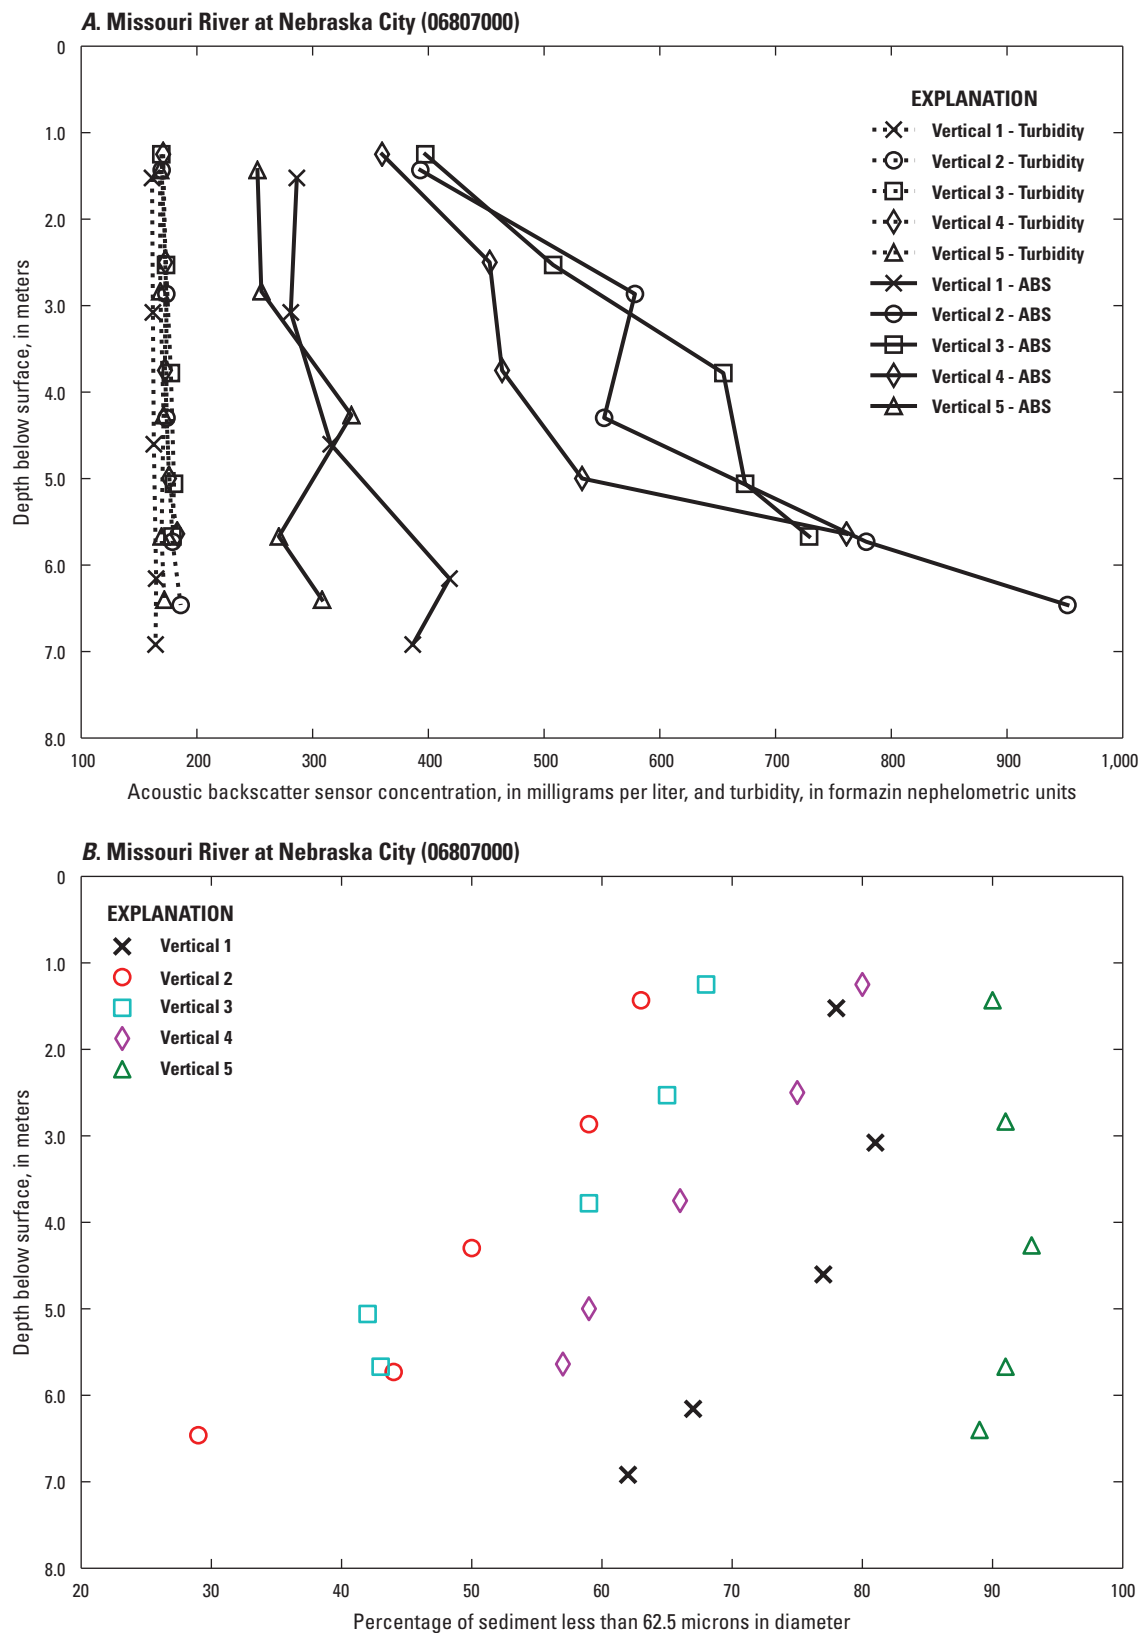 A. Missouri River at Nebraska City (06807000)
0
1.0
2.0
3.0
4.0
5.0
6.0
7.0
8.0
Depth below surface, in meters
EXPLANATION
Vertical 1 - Turbidity
Vertical 2 - Turbidity
Vertical 3 - Turbidity
Vertical 4 - Turbidity
Vertical 5 - Turbidity
Vertical 1 - ABS
Vertical 2 - ABS
Vertical 3 - ABS
Vertical 4 - ABS
Vertical 5 - ABS
100 200 300 400 500 600 700 800 900 1,000
Acoustic backscatter sensor concentration, in milligrams per liter, and turbidity, in formazin nephelometric units
B. Missouri River at Nebraska City (06807000)
0
1.0
2.0
3.0
4.0
5.0
6.0
7.0
8.0
Depth below surface, in meters
EXPLANATION
Vertical 1
Vertical 2
Vertical 3
Vertical 4
Vertical 5
20 30 40 50 60 70 80 90 100
Percentage of sediment less than 62.5 microns in diameter